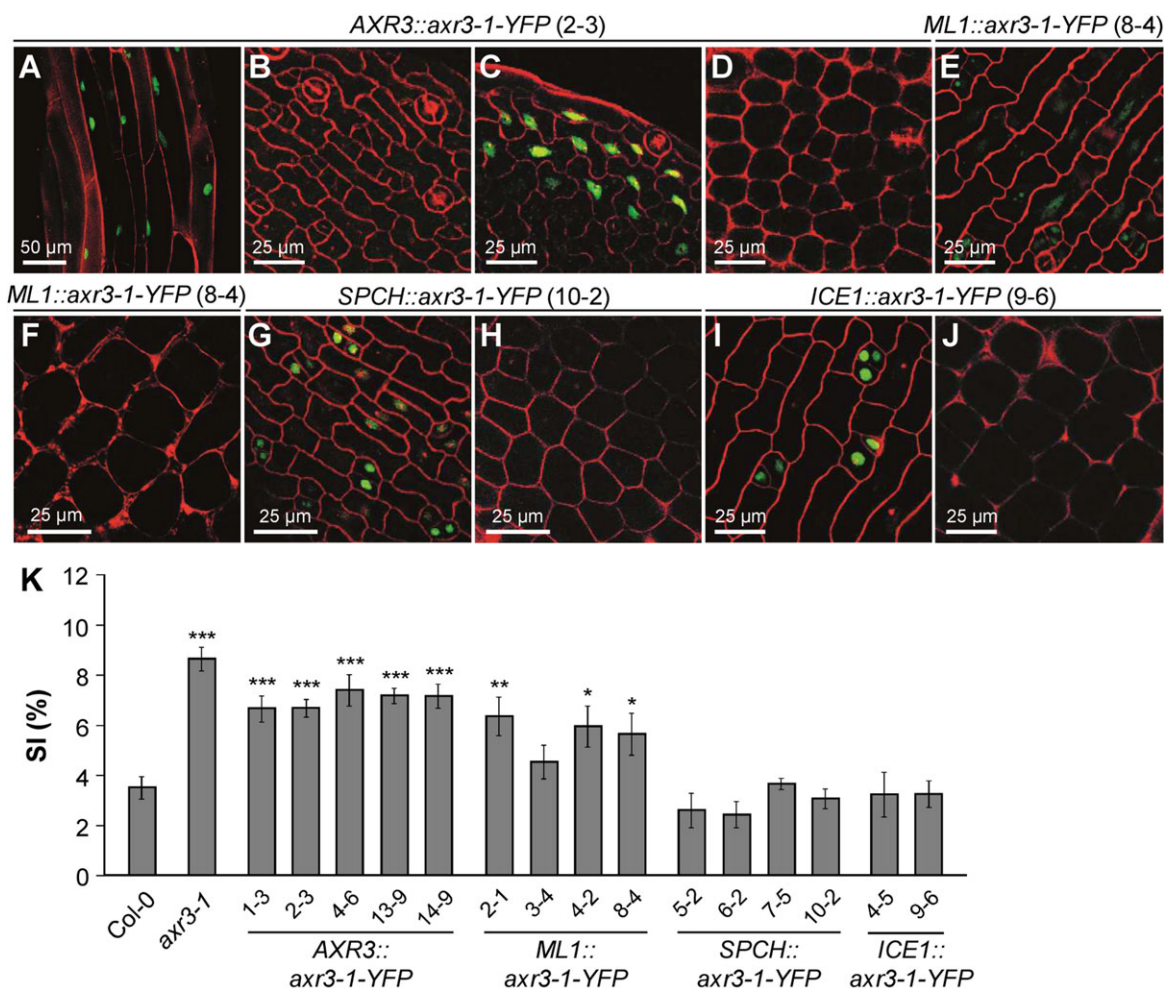 AXR3::axr3-1-YFP (2-3) ML1::axr3-1-YFP (8-4)
A B C D E
50 µm 25 µm 25 µm 25 µm 25 µm
ML1::axr3-1-YFP (8-4) SPCH::axr3-1-YFP (10-2) ICE1::axr3-1-YFP (9-6)
F G H I J
25 µm 25 µm 25 µm 25 µm 25 µm
K
SI (%)
12
10
8
6
4
2
0
*** *** *** *** *** *** ** * *
Col-0 axr3-1 1-3 2-3 4-6 13-9 14-9 2-1 3-4 4-2 8-4 5-2 6-2 7-5 10-2 4-5 9-6
AXR3:: ML1:: SPCH:: ICE1::
axr3-1-YFP axr3-1-YFP axr3-1-YFP axr3-1-YFP